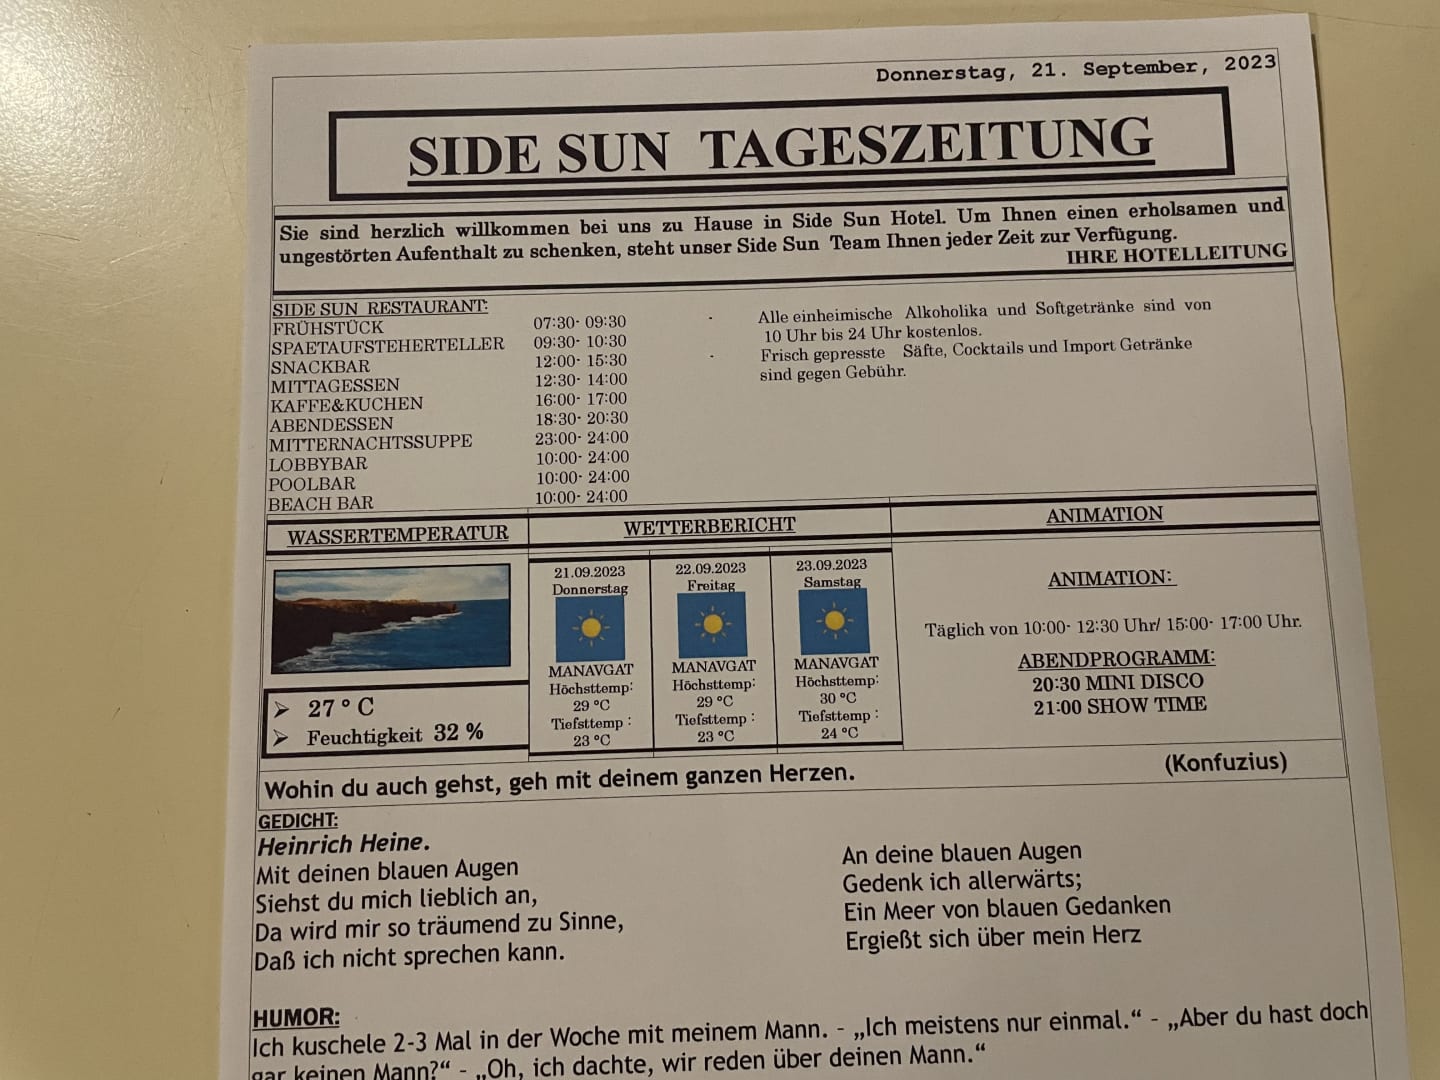 Donnerstag, 21. September, 2023
SIDE SUN TAGESZEITUNG
Sie sind herzlich willkommen bei uns zu Hause in Side Sun Hotel. Um Ihnen einen erholsamen und
ungestörten Aufenthalt zu schenken, steht unser Side Sun Team Ihnen jeder Zeit zur Verfügung.
IHRE HOTELLEITUNG
SIDE SUN RESTAURANT:
FRÜHSTÜCK 07:30- 09:30
SPAETAUFSTEHERTELLER 09:30- 10:30
SNACKBAR 12:00- 15:30
MITTAGESSEN 12:30- 14:00
KAFFE&KUCHEN 16:00- 17:00
ABENDESSEN 18:30- 20:30
MITTERNACHTSSUPPE 23:00- 24:00
LOBBYBAR 10:00- 24:00
POOLBAR 10:00- 24:00
BEACH BAR 10:00- 24:00
- Alle einheimische Alkoholika und Softgetränke sind von
10 Uhr bis 24 Uhr kostenlos.
- Frisch gepresste Säfte, Cocktails und Import Getränke
sind gegen Gebühr.
WASSERTEMPERATUR
27 ° C
Feuchtigkeit 32 %
WETTERBERICHT
21.09.2023
Donnerstag
MANAVGAT
Höchsttemp:
29 °C
Tiefsttemp :
23 °C
22.09.2023
Freitag
MANAVGAT
Höchsttemp:
29 °C
Tiefsttemp :
23 °C
23.09.2023
Samstag
MANAVGAT
Höchsttemp:
30 °C
Tiefsttemp :
24 °C
ANIMATION
ANIMATION:
Täglich von 10:00- 12:30 Uhr/ 15:00- 17:00 Uhr.
ABENDPROGRAMM:
20:30 MINI DISCO
21:00 SHOW TIME
Wohin du auch gehst, geh mit deinem ganzen Herzen. (Konfuzius)
GEDICHT:
Heinrich Heine.
Mit deinen blauen Augen
Siehst du mich lieblich an,
Da wird mir so träumend zu Sinne,
Daß ich nicht sprechen kann.
An deine blauen Augen
Gedenk ich allerwärts;
Ein Meer von blauen Gedanken
Ergießt sich über mein Herz
HUMOR:
Ich kuschele 2-3 Mal in der Woche mit meinem Mann. - „Ich meistens nur einmal.“ - „Aber du hast doch
gar keinen Mann?“ - „Oh, ich dachte, wir reden über deinen Mann.“